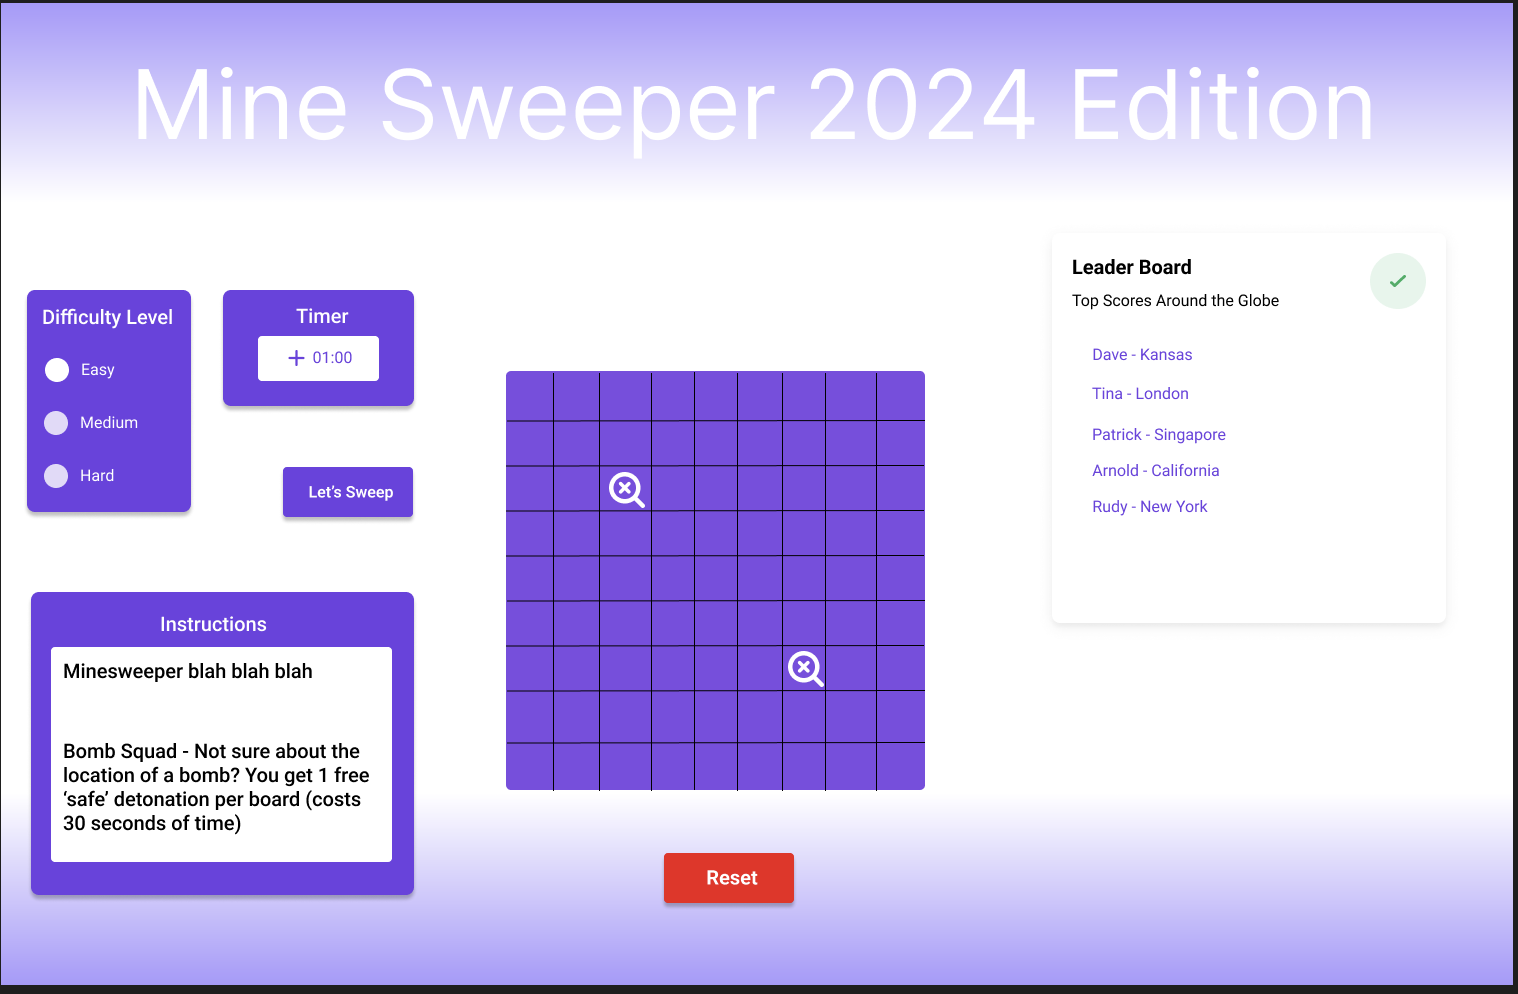 Mine Sweeper 2024 Edition
Difficulty Level
Easy
Medium
Hard
Timer
+ 01:00
Let's Sweep
Instructions
Minesweeper blah blah blah
Bomb Squad - Not sure about the
location of a bomb? You get 1 free
‘safe’ detonation per board (costs
30 seconds of time)
Reset
Leader Board
Top Scores Around the Globe
Dave - Kansas
Tina - London
Patrick - Singapore
Arnold - California
Rudy - New York